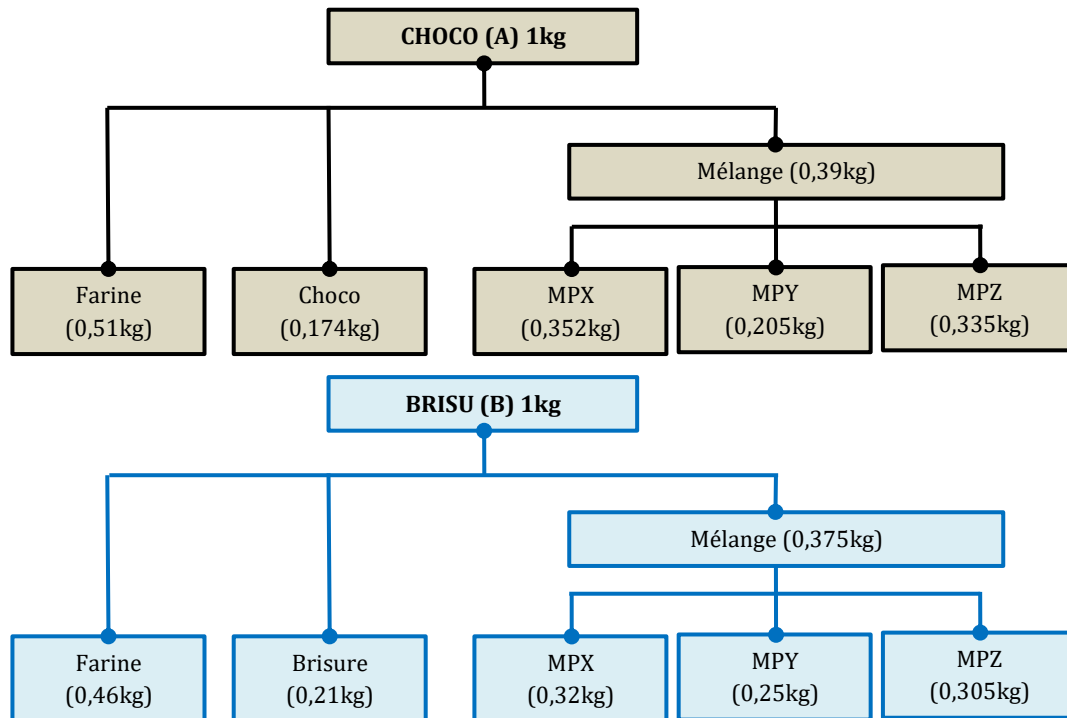 CHOCO (A) 1kg
Mélange (0,39kg)
Farine
(0,51kg)
Choco
(0,174kg)
MPX
(0,352kg)
MPY
(0,205kg)
MPZ
(0,335kg)
BRISU (B) 1kg
Mélange (0,375kg)
Farine
(0,46kg)
Brisure
(0,21kg)
MPX
(0,32kg)
MPY
(0,25kg)
MPZ
(0,305kg)